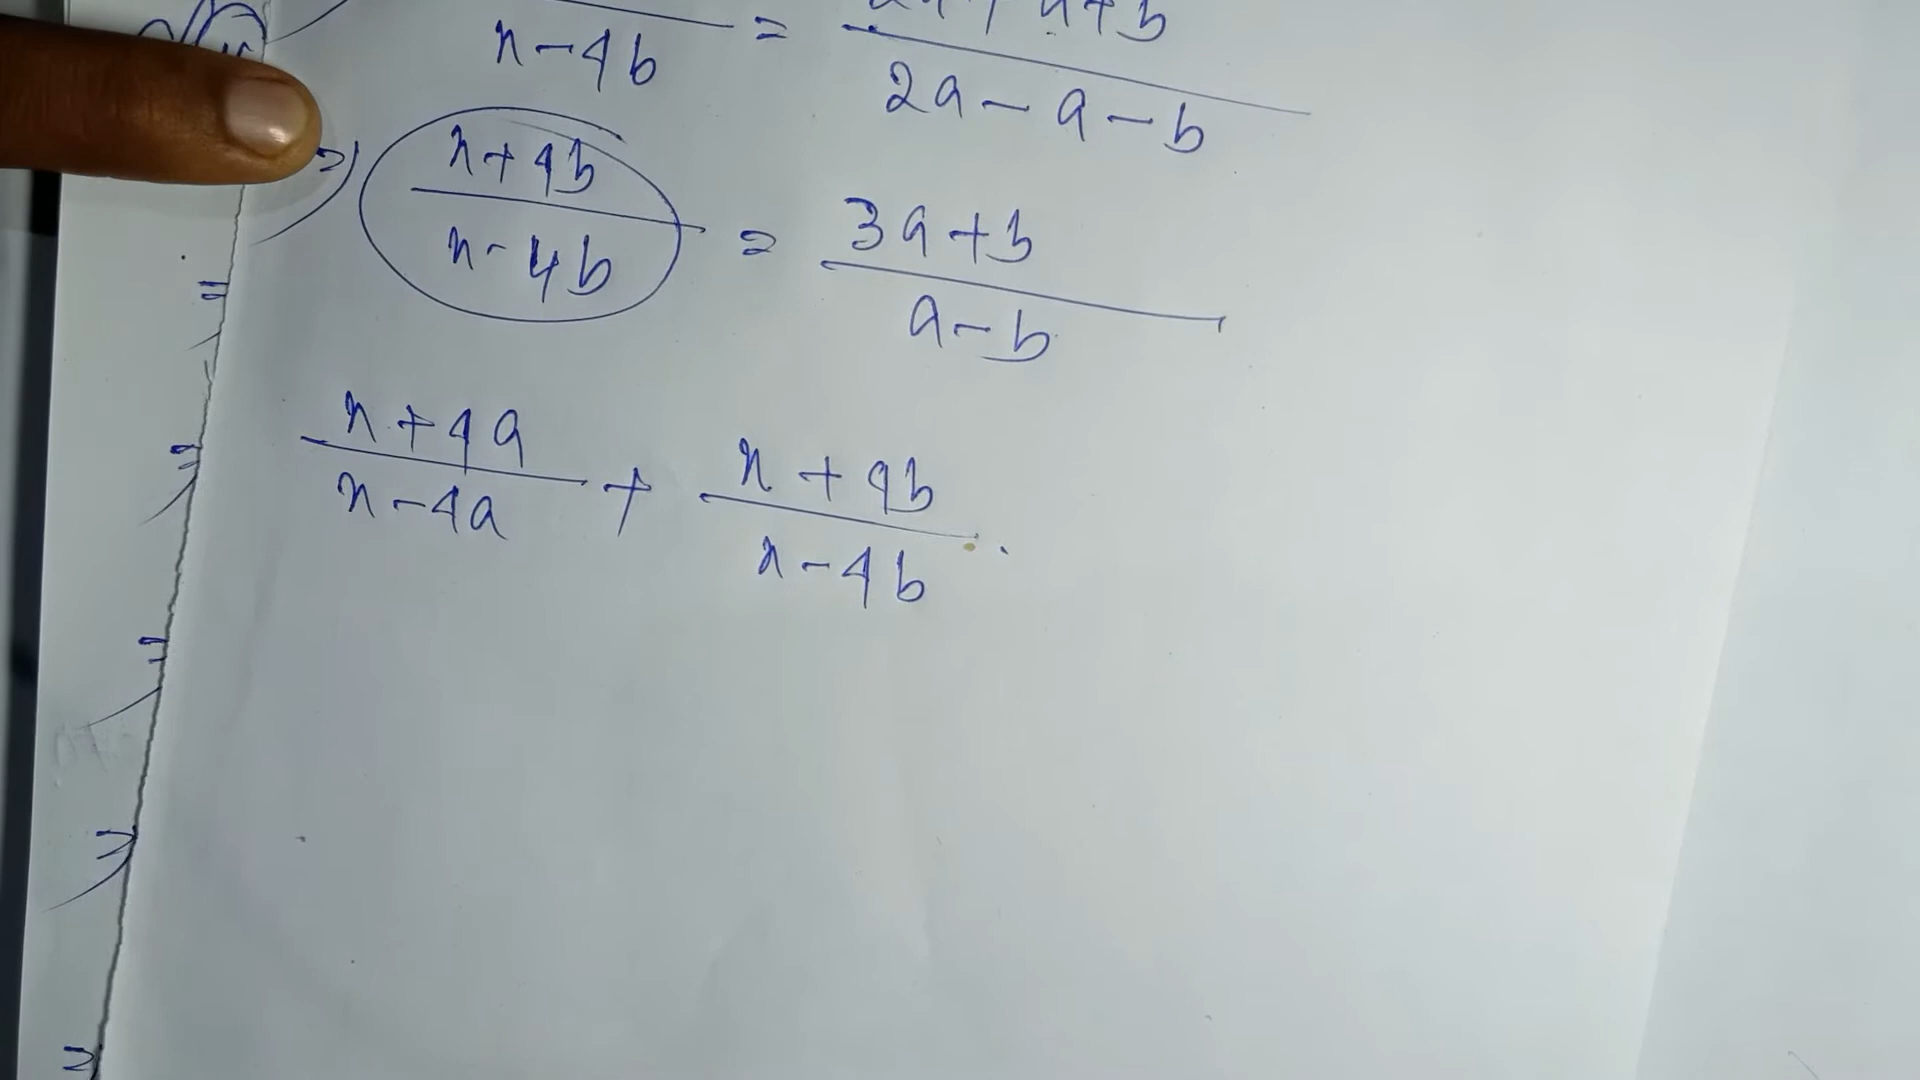 x-4b = 2a-a-b
=> x+4b / x-4b = 3a+b / a-b
x+4a / x-4a + x+4b / x-4b